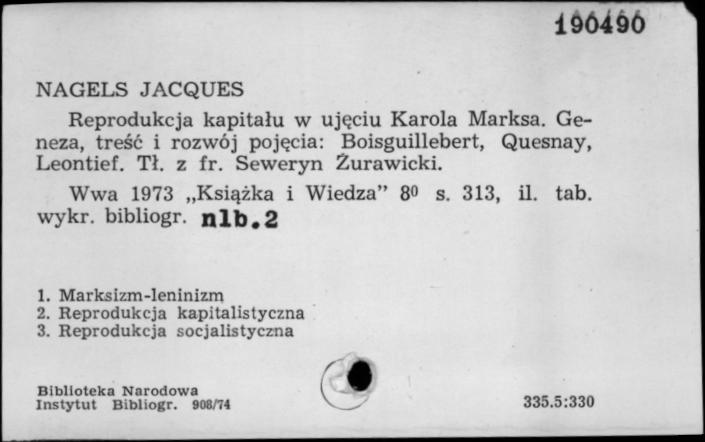 190490
NAGELS JACQUES
Reprodukcja kapitału w ujęciu Karola Marksa. Ge-
neza, treść i rozwój pojęcia: Boisguillebert, Quesnay,
Leontief. Tł. z fr. Seweryn Żurawicki.
Wwa 1973 „Książka i Wiedza” 8⁰ s. 313, il. tab.
wykr. bibliogr. nlb.2
1. Marksizm-leninizm
2. Reprodukcja kapitalistyczna
3. Reprodukcja socjalistyczna
Biblioteka Narodowa
Instytut Bibliogr. 908/74
335.5:330